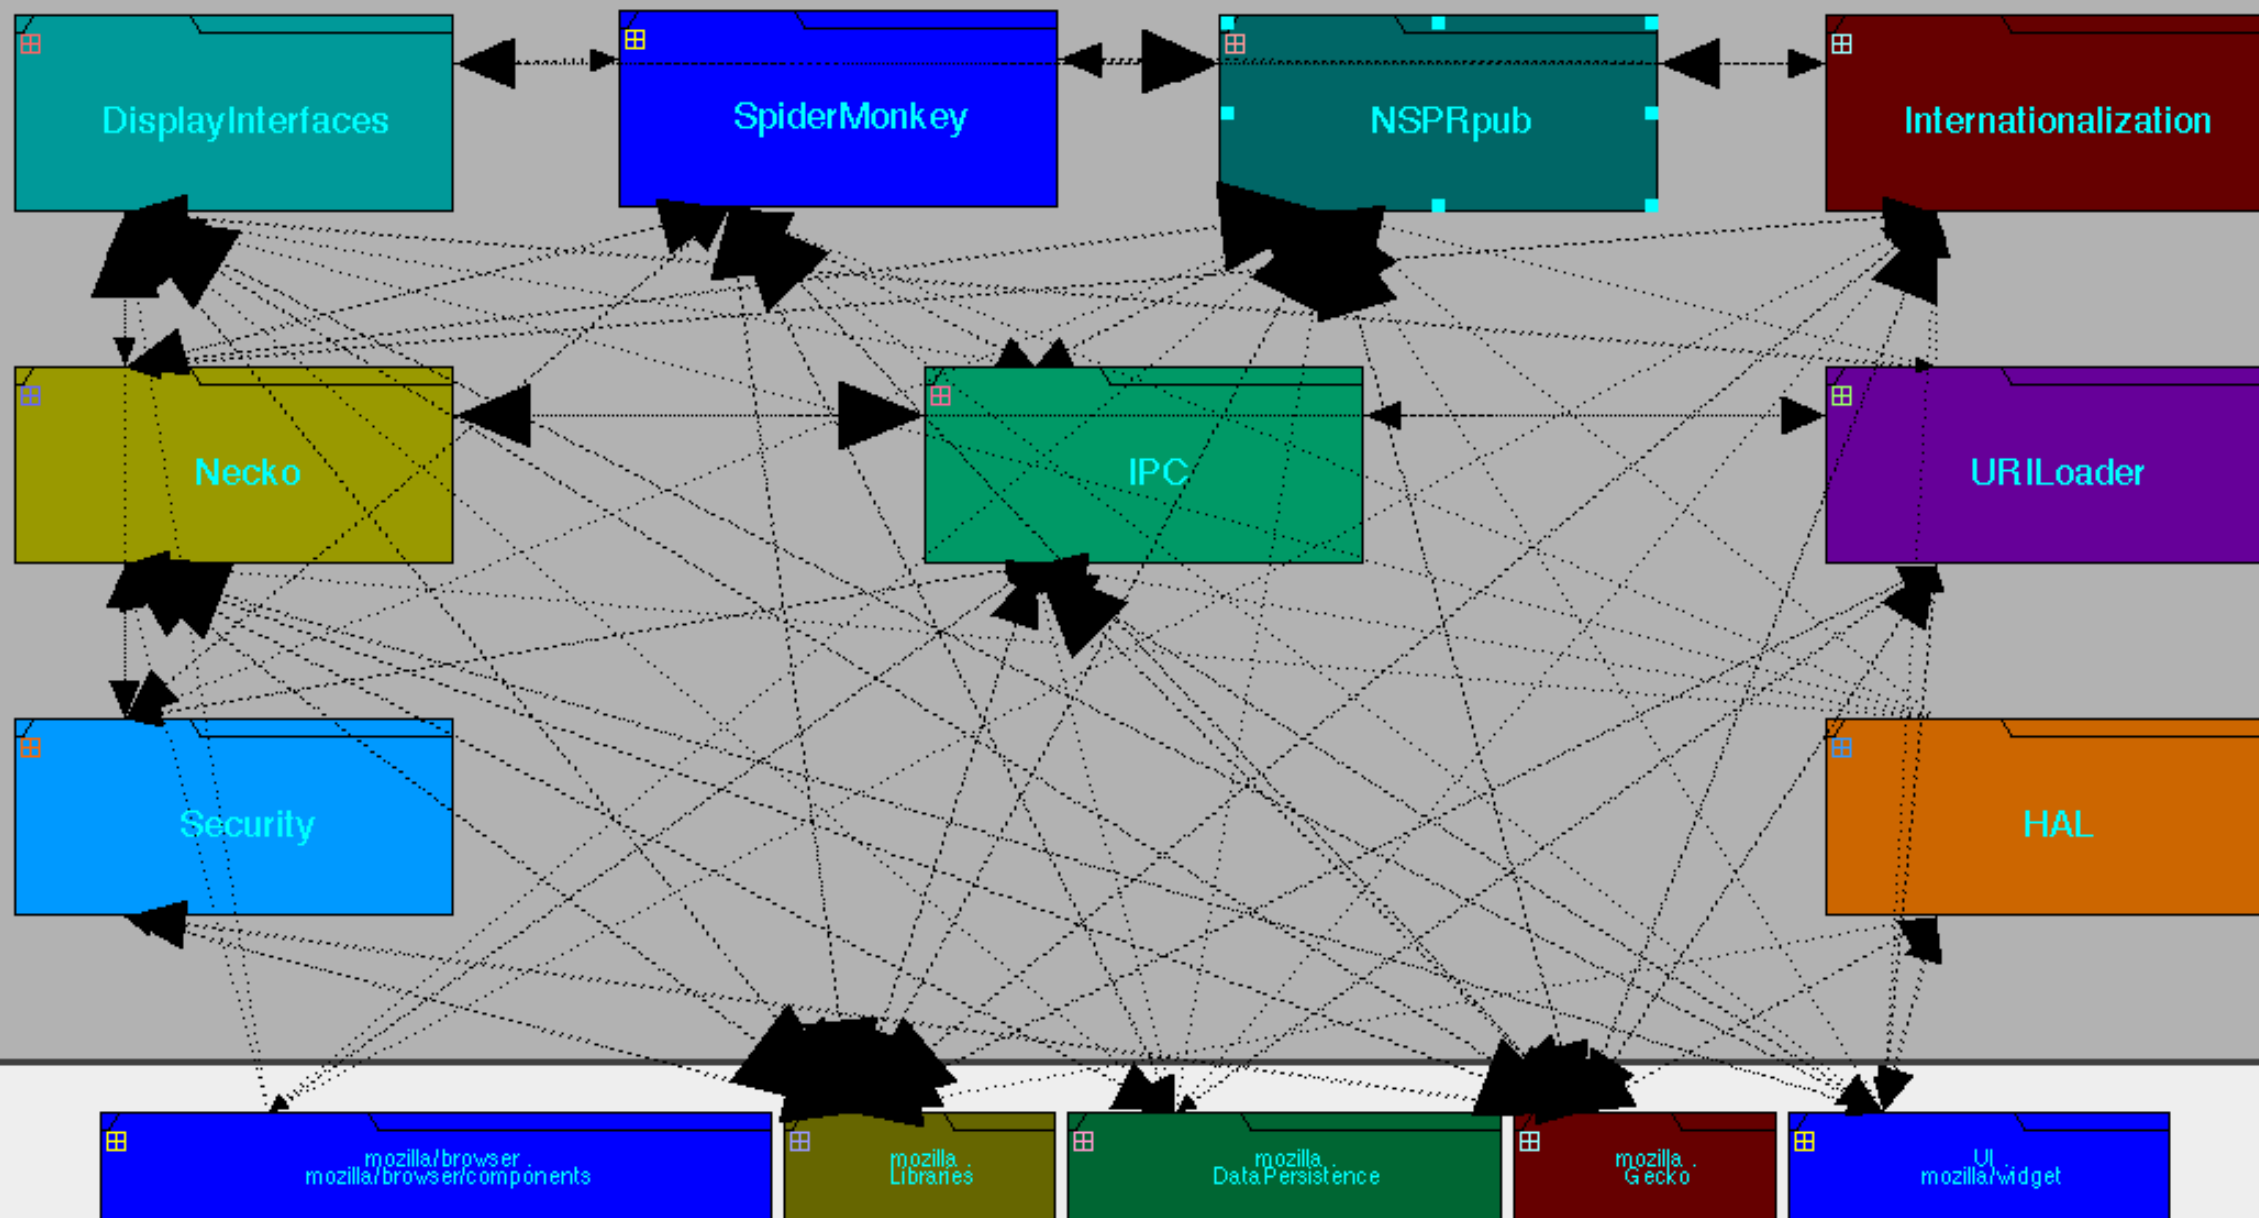 DisplayInterfaces
SpiderMonkey
NSPRpub
Internationalization
Necko
IPC
URILoader
Security
HAL
mozilla/browser .
mozilla/browser/components
mozilla .
Libraries
mozilla .
DataPersistence
mozilla .
Gecko
UI .
mozilla/widget